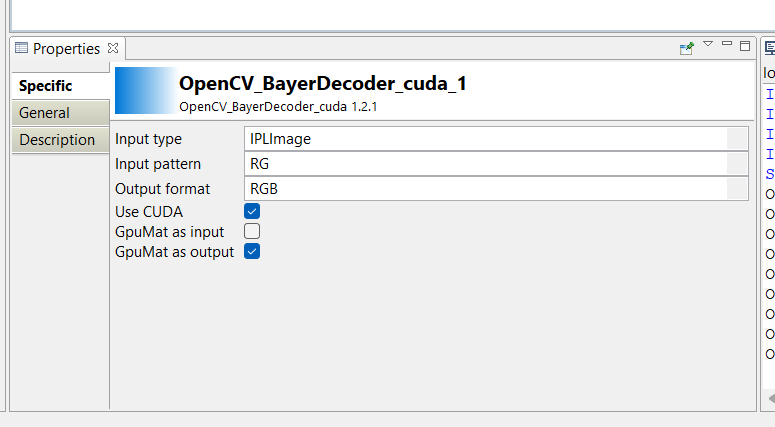 Properties
Specific
General
Description
OpenCV_BayerDecoder_cuda_1
OpenCV_BayerDecoder_cuda 1.2.1
Input type IPLImage
Input pattern RG
Output format RGB
Use CUDA
GpuMat as input
GpuMat as output
lo
I
I
I
I
S
O
O
O
O
O
O
O
O
O